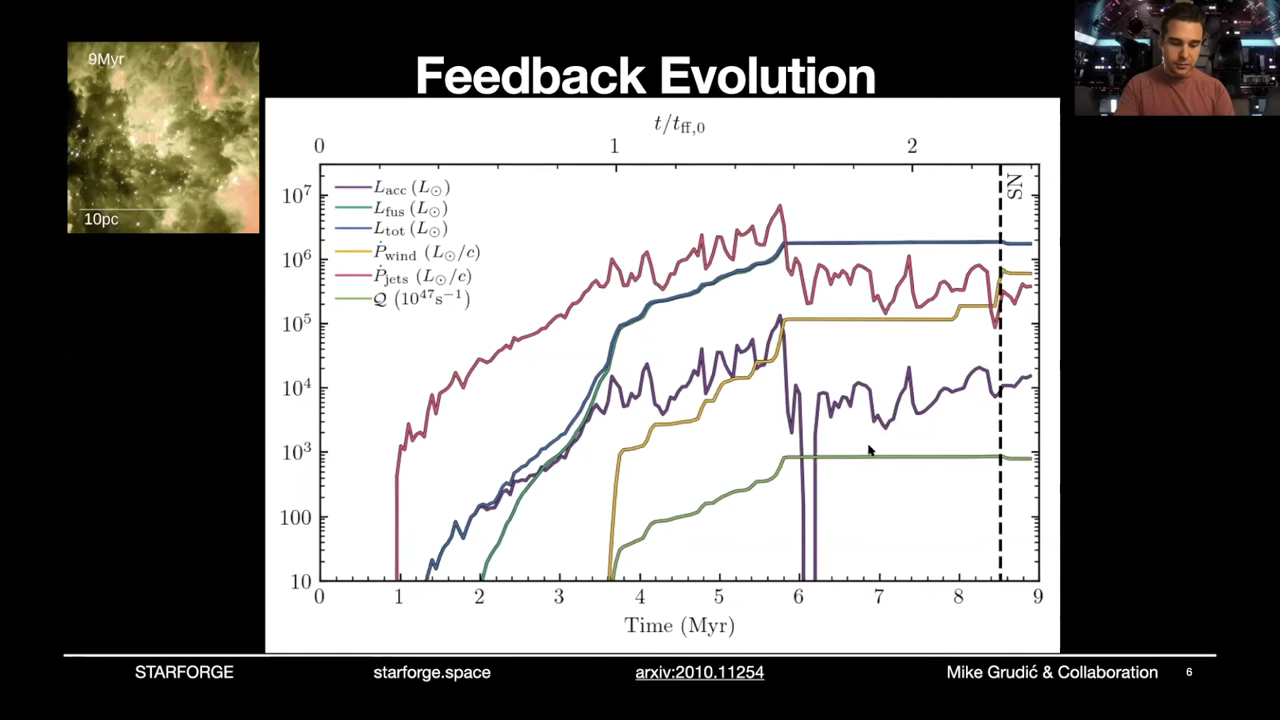 9Myr
10pc
Feedback Evolution
t/t_ff,0
0 1 2
L_acc (L_⊙)
L_fus (L_⊙)
L_tot (L_⊙)
Ṗ_wind (L_⊙/c)
Ṗ_jets (L_⊙/c)
𝒬 (10^47 s^−1)
SN
10^7
10^6
10^5
10^4
10^3
100
10
0 1 2 3 4 5 6 7 8 9
Time (Myr)
STARFORGE starforge.space arxiv:2010.11254 Mike Grudić & Collaboration 6